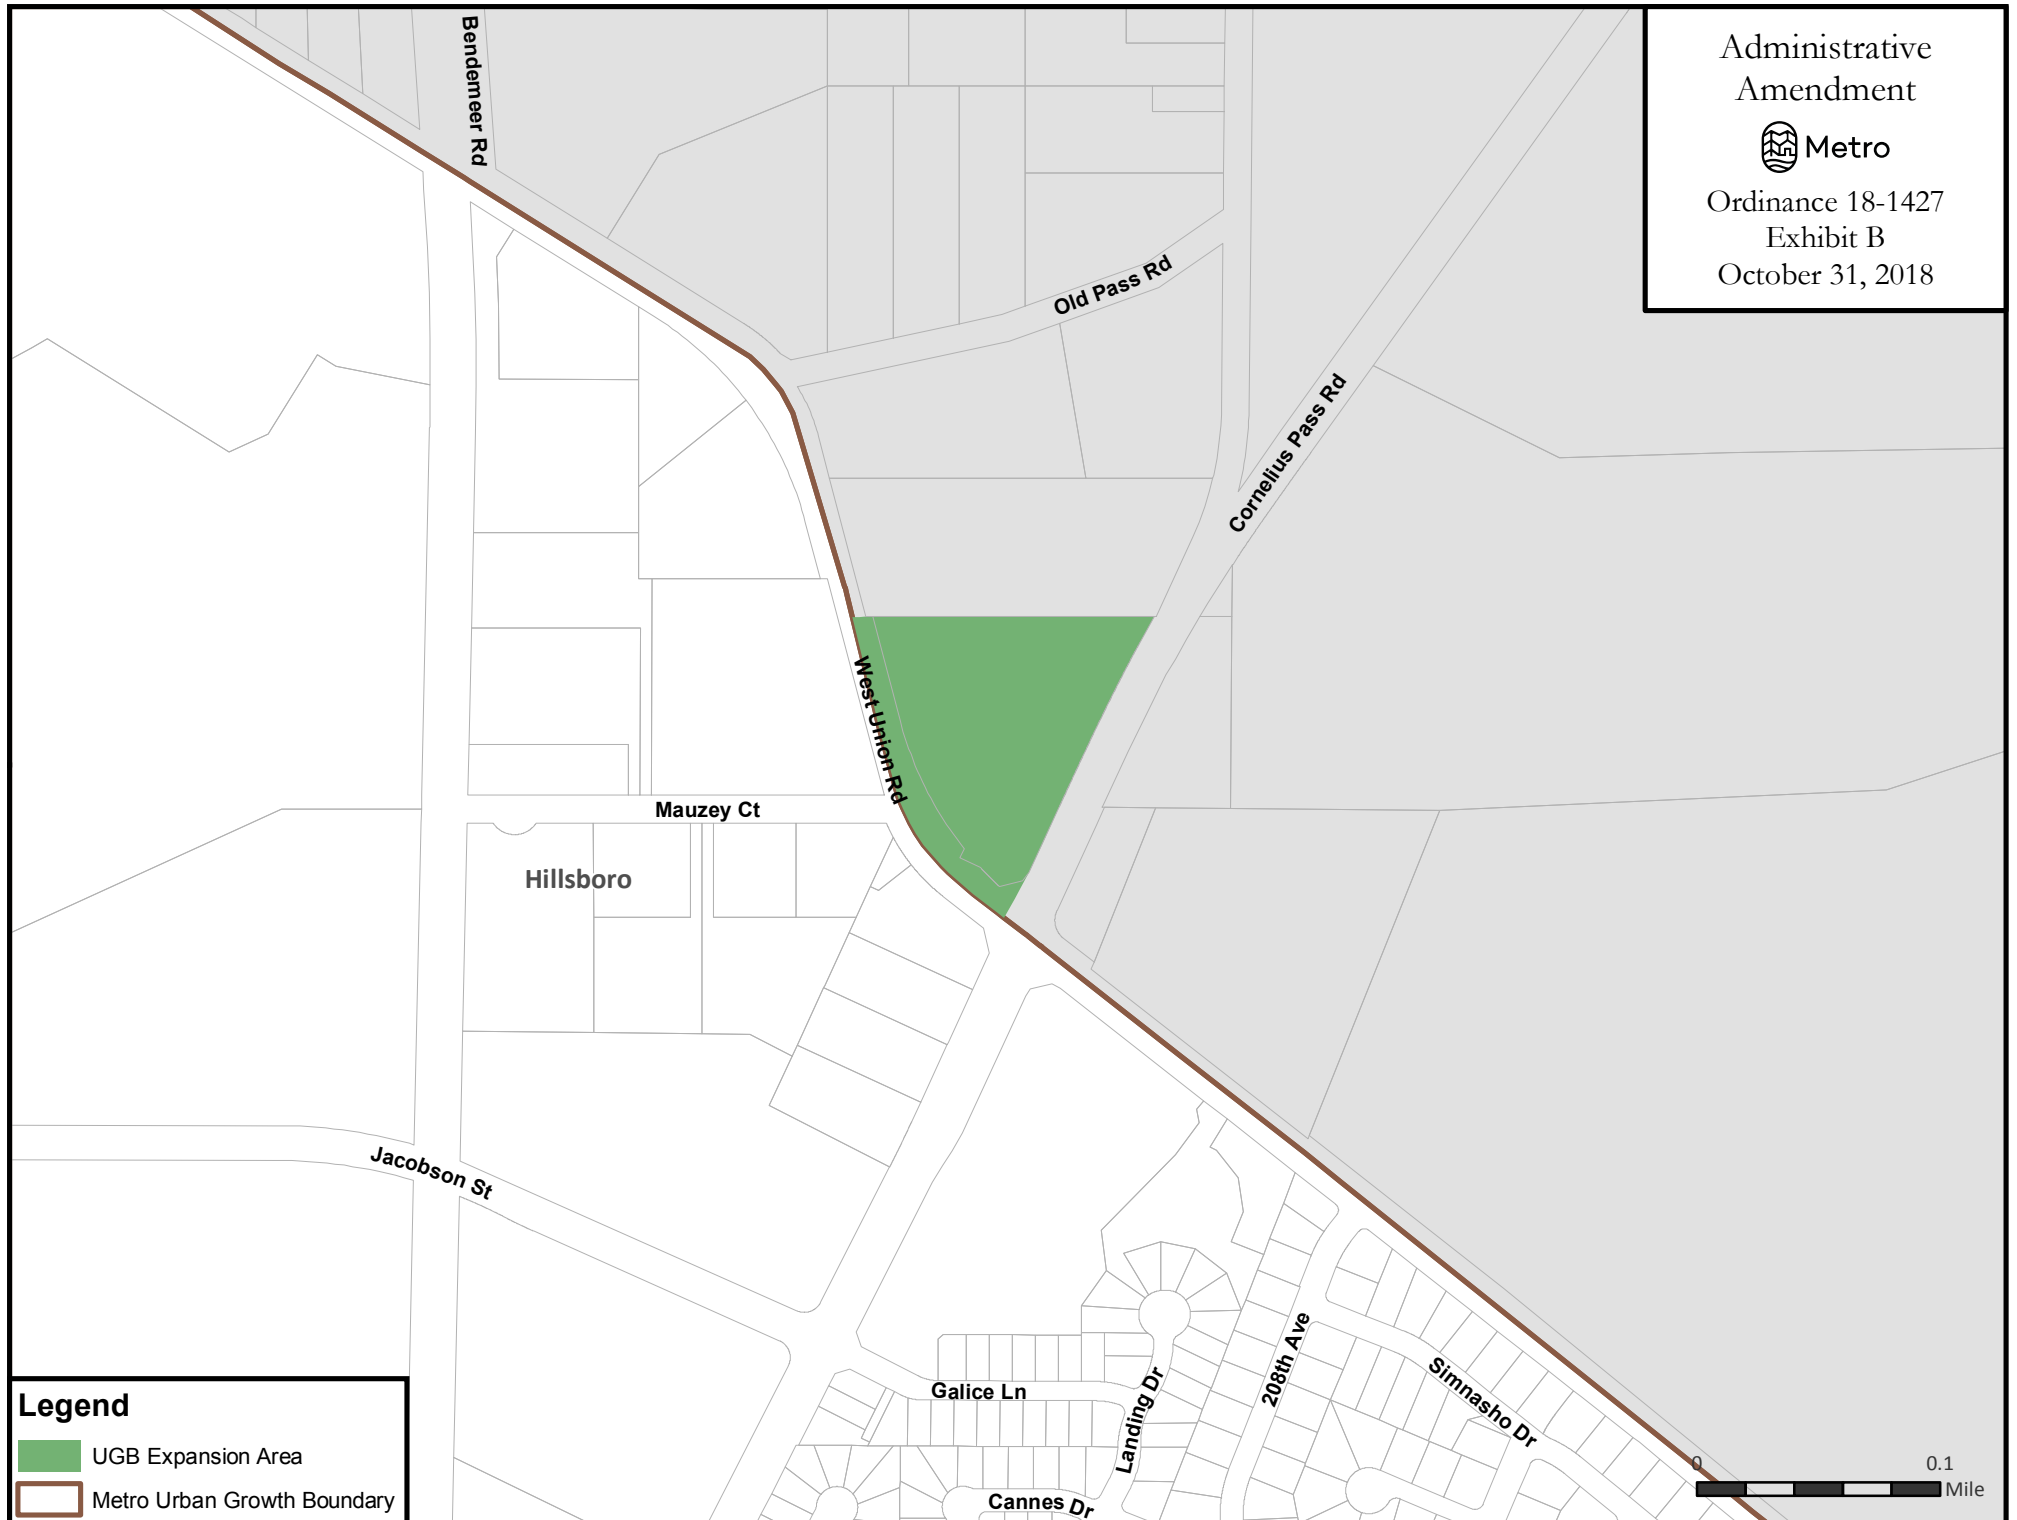 Administrative
Amendment
Metro
Ordinance 18-1427
Exhibit B
October 31, 2018
Bendemeer Rd
Old Pass Rd
Cornelius Pass Rd
West Union Rd
Mauzey Ct
Hillsboro
Jacobson St
208th Ave
Simnasho Dr
Landing Dr
Galice Ln
Cannes Dr
Legend
UGB Expansion Area
Metro Urban Growth Boundary
0 0.1
Mile